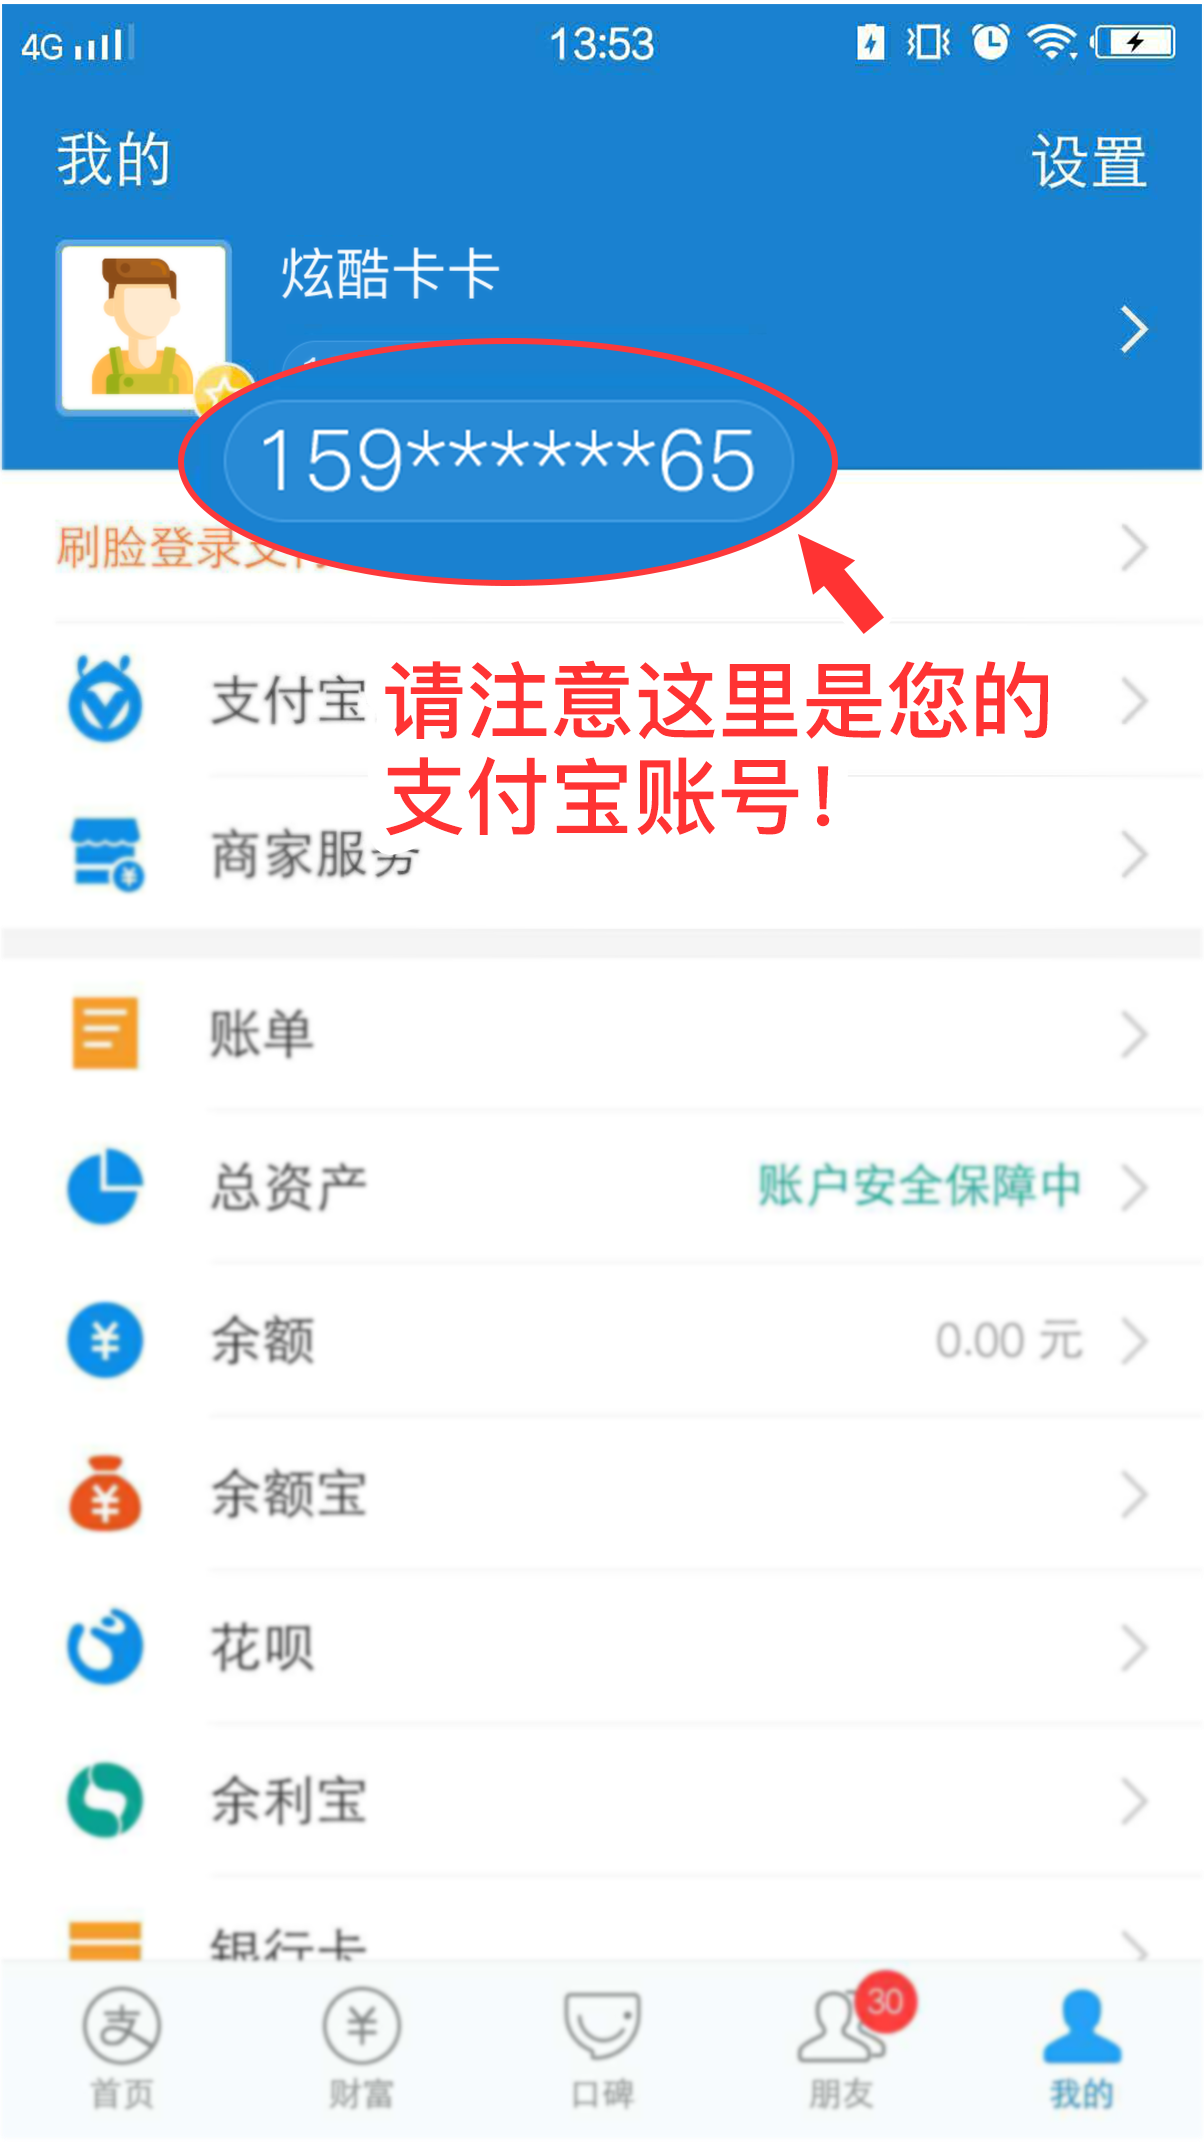 4G 13:53
我的 设置
炫酷卡卡
159******65
刷脸登录支付
支付宝
请注意这里是您的
支付宝账号！
商家服务
账单
总资产 账户安全保障中
余额 0.00 元
余额宝
花呗
余利宝
银行卡
30
首页 财富 口碑 朋友 我的